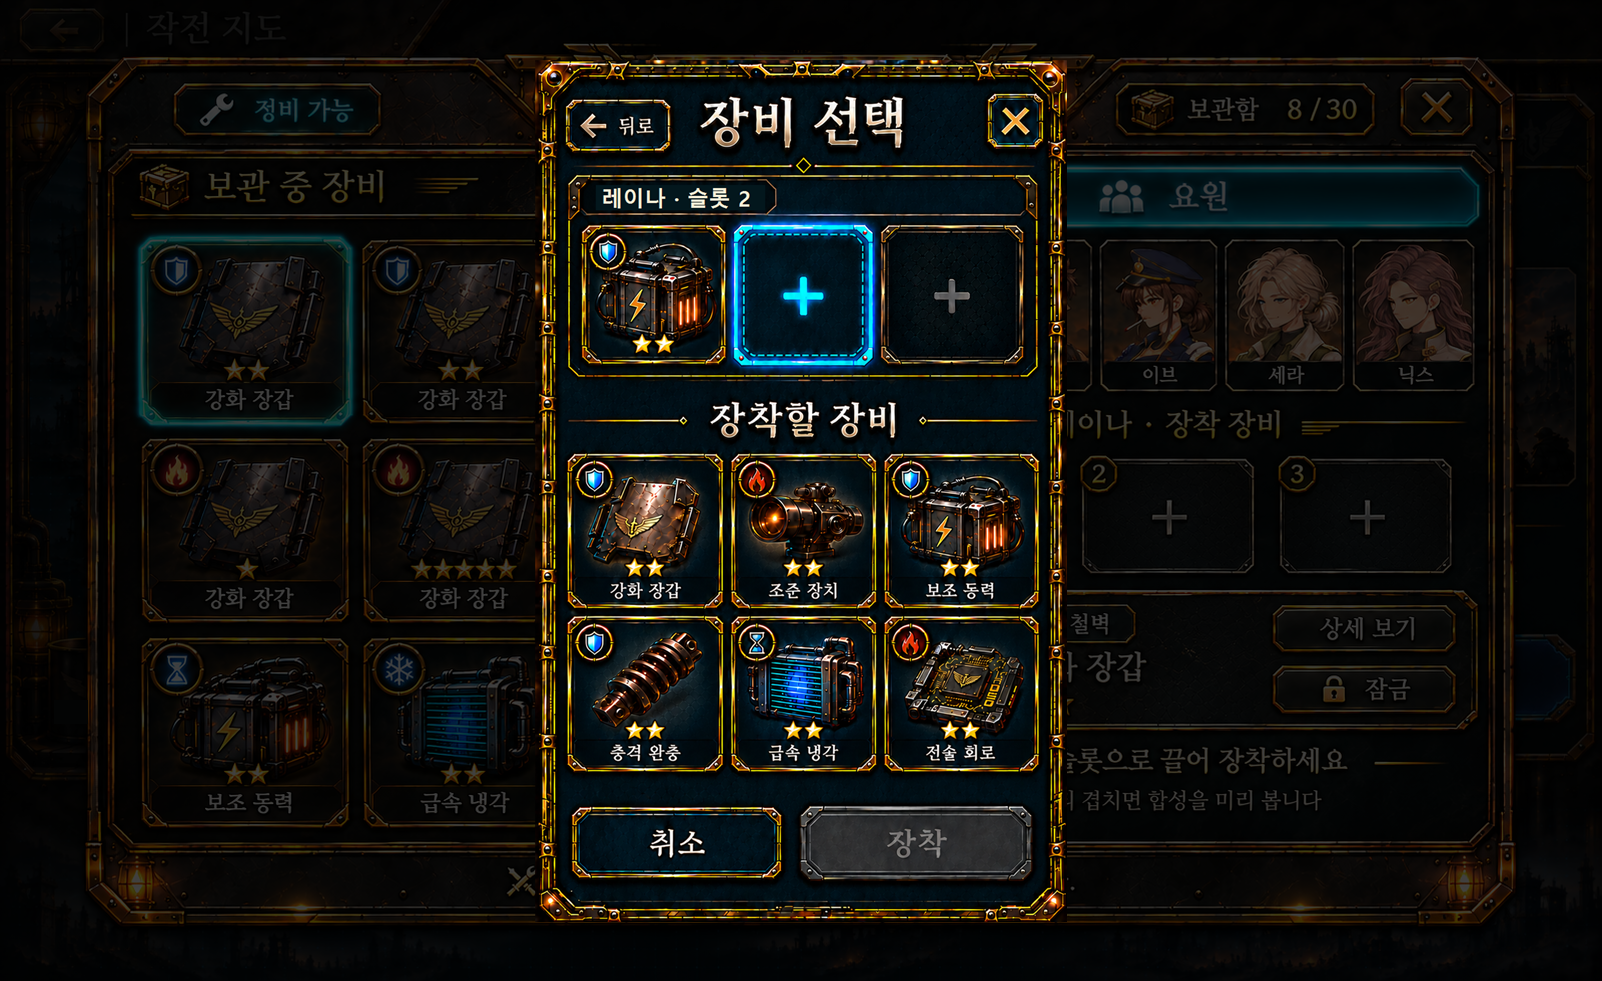 작전 지도
정비 가능
보관함 8 / 30
보관 중 장비
강화 장갑
강화 장갑
강화 장갑
장화 장갑
보조 동력
급속 냉각
뒤로
장비 선택
레이나 · 슬롯 2
장착할 장비
강화 장갑
조준 장치
보조 동력
충격 완충
급속 냉각
전술 회로
취소
장착
요원
이브
세라
닉스
이나 · 장착 장비
2
3
철벽
장갑
상세 보기
잠금
슬롯으로 끌어 장착하세요
겹치면 합성을 미리 봅니다